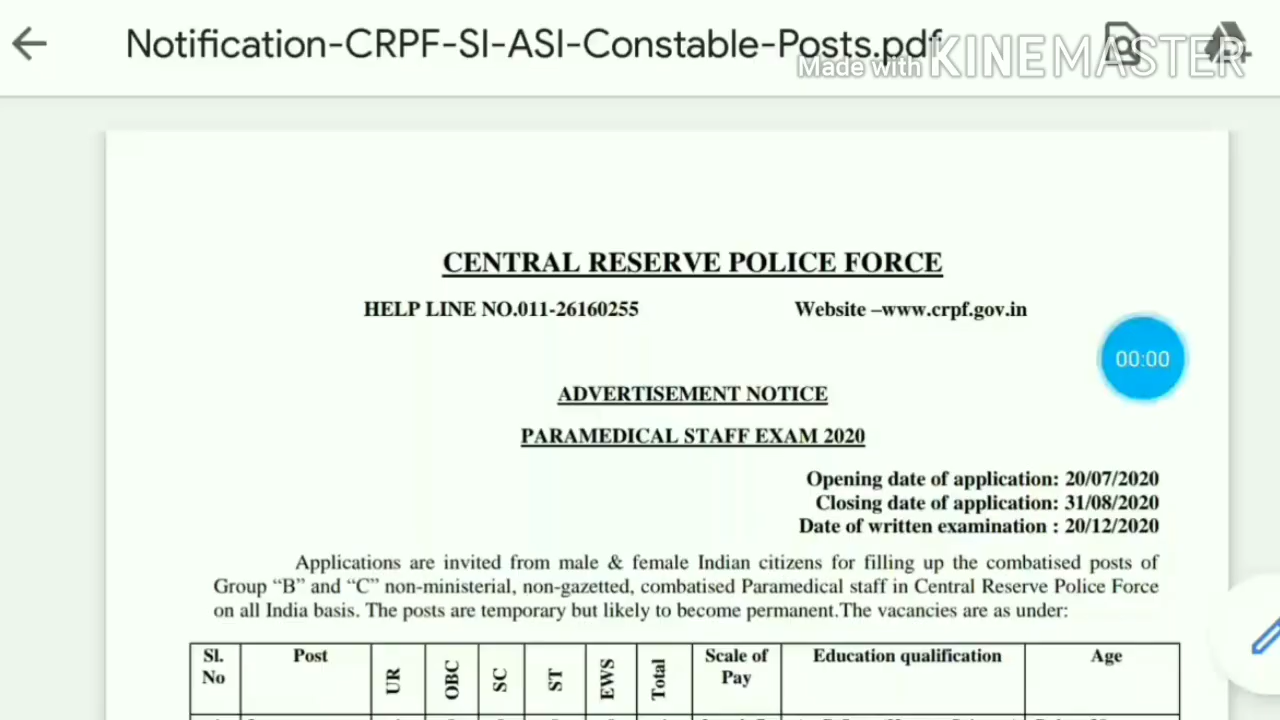 Notification-CRPF-SI-ASI-Constable-Posts.pdf
Made with KINEMASTER
CENTRAL RESERVE POLICE FORCE
HELP LINE NO.011-26160255 Website –www.crpf.gov.in
00:00
ADVERTISEMENT NOTICE
PARAMEDICAL STAFF EXAM 2020
Opening date of application: 20/07/2020
Closing date of application: 31/08/2020
Date of written examination : 20/12/2020
Applications are invited from male & female Indian citizens for filling up the combatised posts of
Group “B” and “C” non-ministerial, non-gazetted, combatised Paramedical staff in Central Reserve Police Force
on all India basis. The posts are temporary but likely to become permanent.The vacancies are as under:
Sl. No Post UR OBC SC ST EWS Total Scale of Pay Education qualification Age